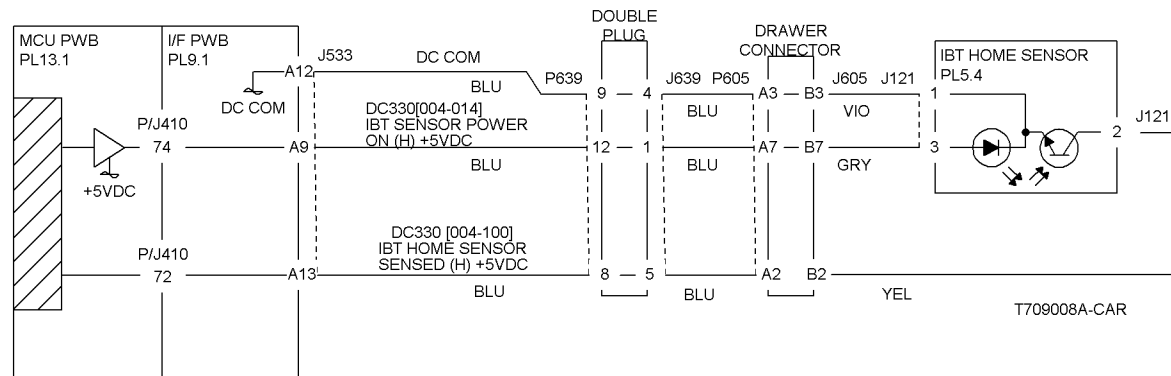 DOUBLE
PLUG
DRAWER
CONNECTOR
MCU PWB
PL13.1
I/F PWB
PL9.1
IBT HOME SENSOR
PL5.4
A12
J533
DC COM
BLU
P639
J639
P605
J605
J121
DC COM
9
4
BLU
A3
B3
VIO
1
J121
2
DC330[004-014]
IBT SENSOR POWER
ON (H) +5VDC
P/J410
74
A9
BLU
12
1
BLU
A7
B7
GRY
3
+5VDC
P/J410
72
A13
DC330 [004-100]
IBT HOME SENSOR
SENSED (H) +5VDC
BLU
8
5
BLU
A2
B2
YEL
T709008A-CAR